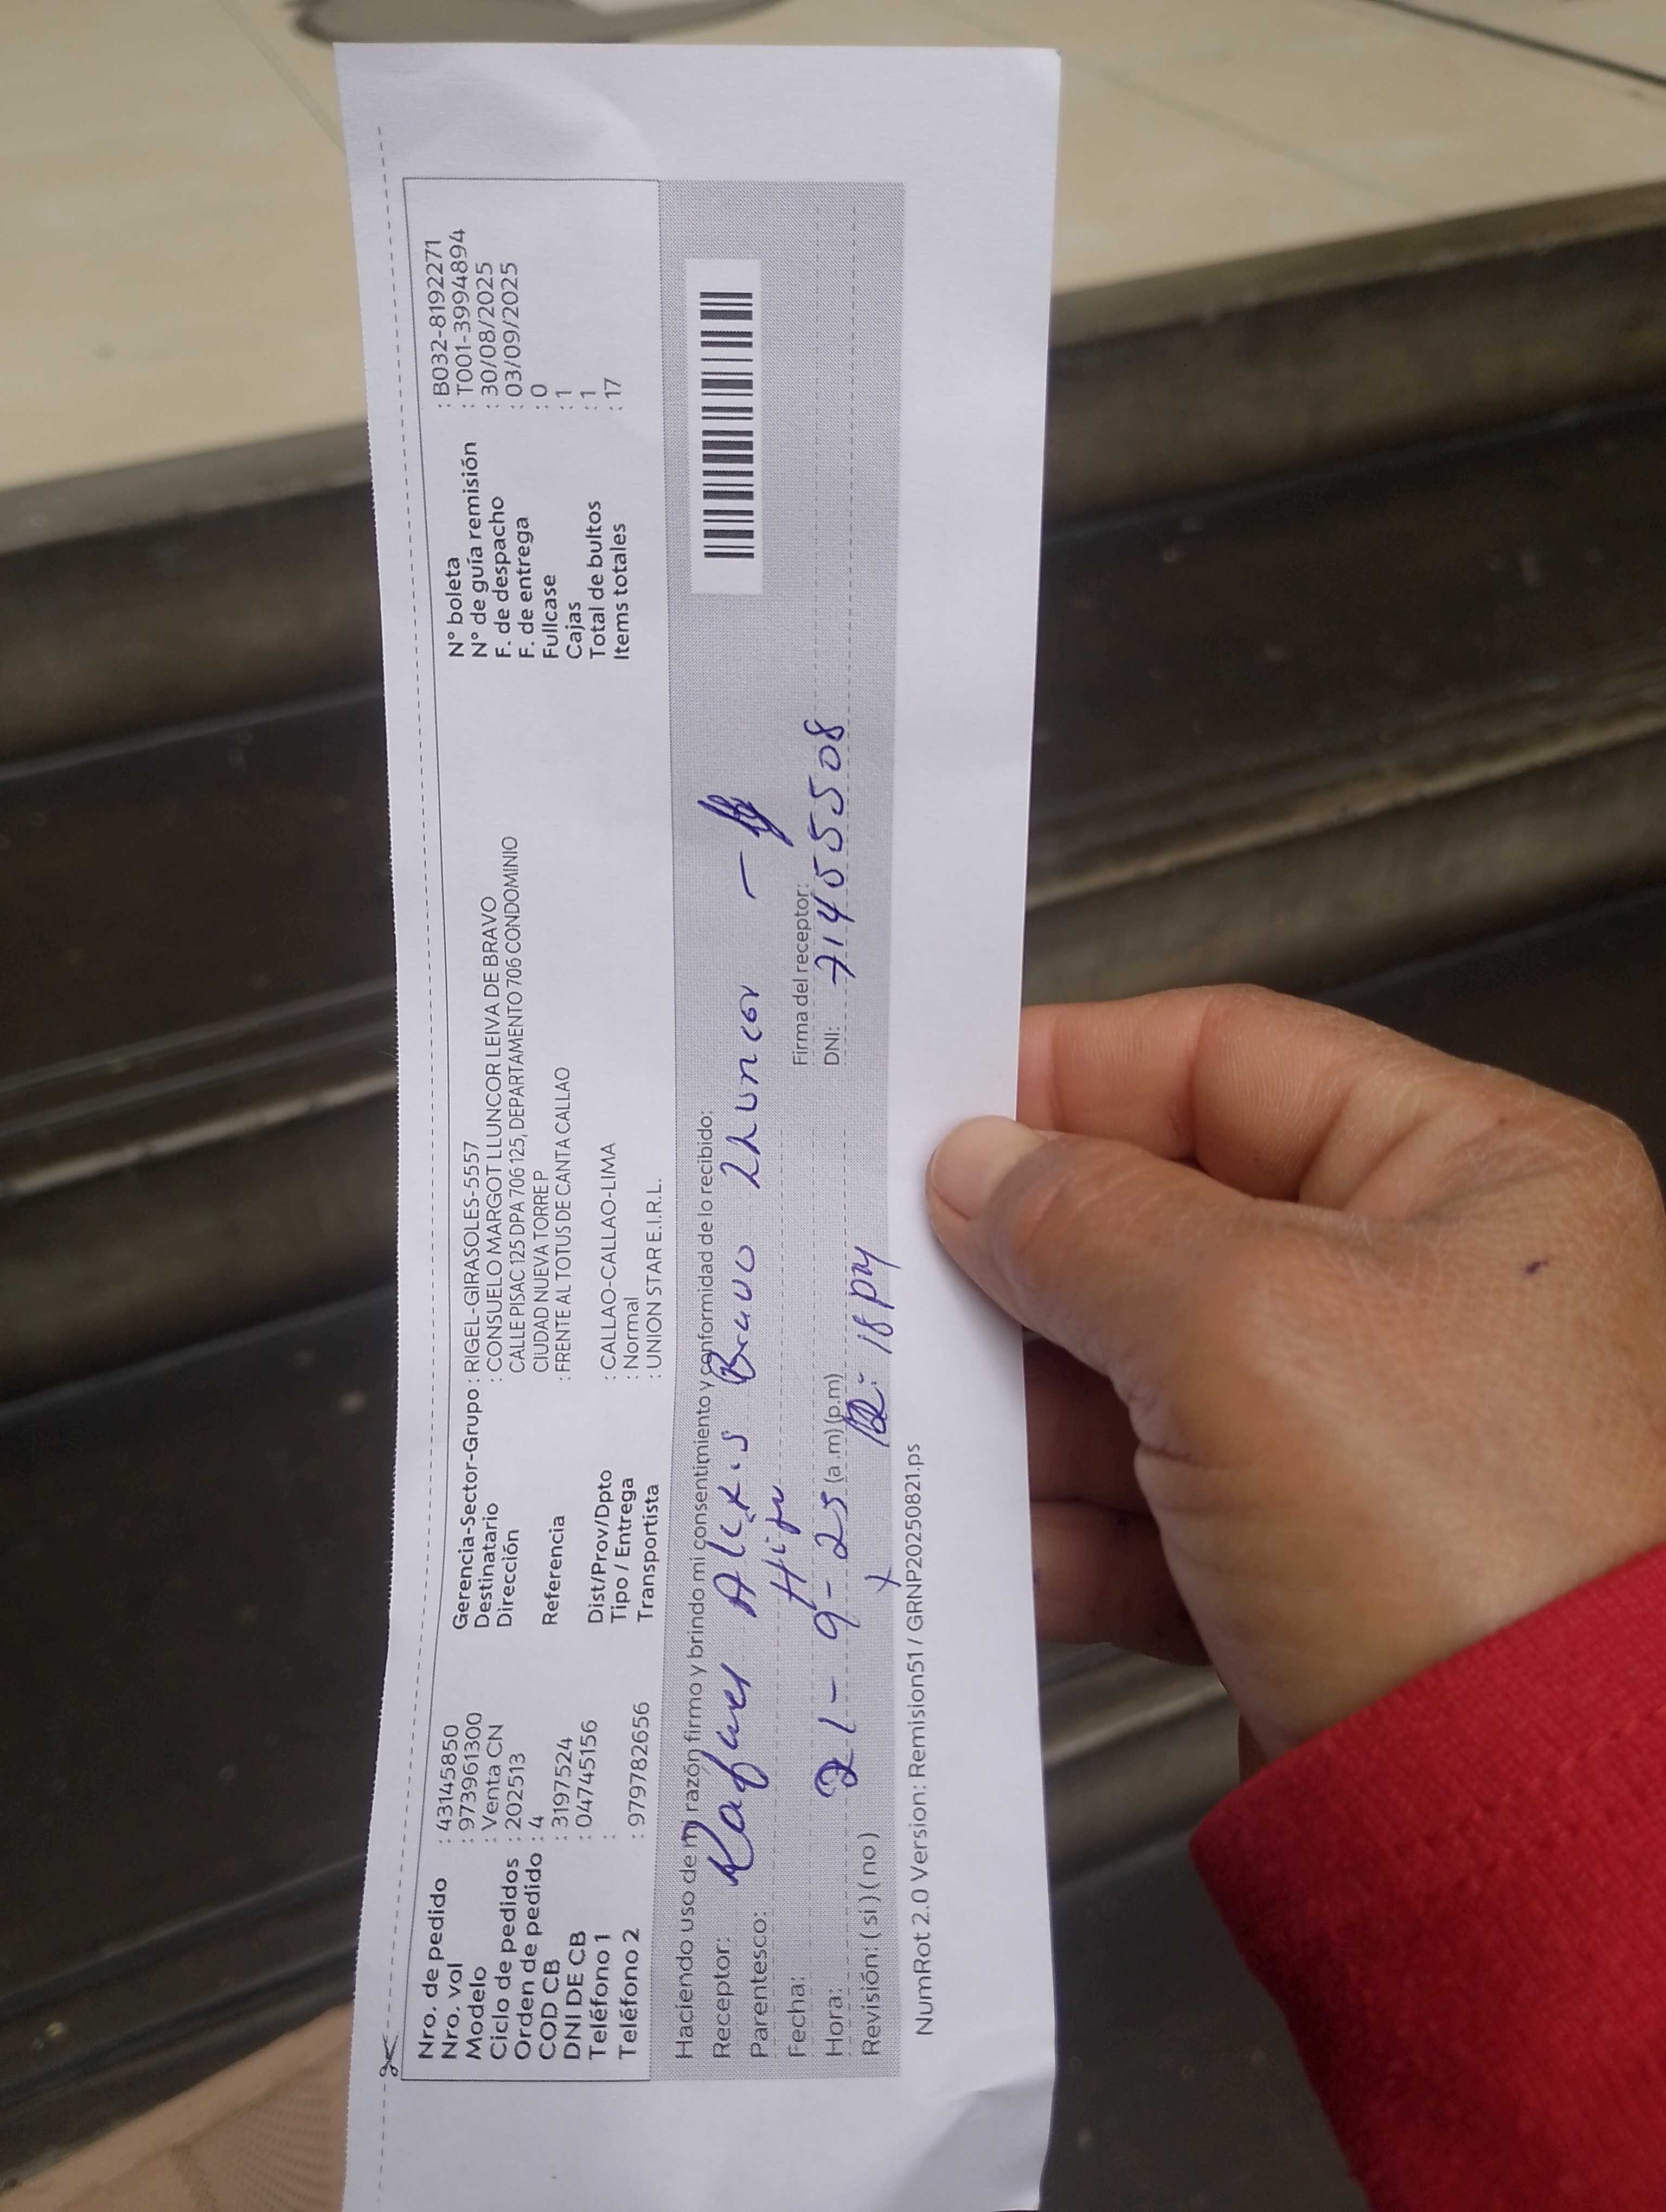 Nro. de pedido : 43145850
Nro. vol : 973961300
Modelo : Venta CN
Ciclo de pedidos : 202513
Orden de pedido : 4
COD CB : 3197524
DNI DE CB : 04745156
Teléfono 1 :
Teléfono 2 : 979782656
Gerencia-Sector-Grupo : RIGEL -GIRASOLES-5557
Destinatario : CONSUELO MARGOT LLUNCOR LEIVA DE BRAVO
Dirección CALLE PISAC 125 DPA 706 125, DEPARTAMENTO 706 CONDOMINIO
CIUDAD NUEVA TORRE P
Referencia : FRENTE AL TOTUS DE CANTA CALLAO
Dist/Prov/Dpto : CALLAO-CALLAO-LIMA
Tipo / Entrega : Normal
Transportista : UNION STAR E.I.R.L.
N° boleta : B032-8192271
N° de guía remisión : T001-3994894
F. de despacho : 30/08/2025
F. de entrega : 03/09/2025
Fullcase : 0
Cajas : 1
Total de bultos : 1
Items totales : 17
Haciendo uso de mi razón firmo y brindo mi consentimiento y conformidad de lo recibido:
Receptor: Rafael Alexis Bravo Lluncor
Parentesco: Hijo
Fecha: 21-9-25
Firma del receptor:
Hora: (a.m) (p.m) : 18 pm
DNI: 71455508
Revisión: ( si ) ( no )
NumRot 2.0 Version: Remision51 / GRNP20250821.ps